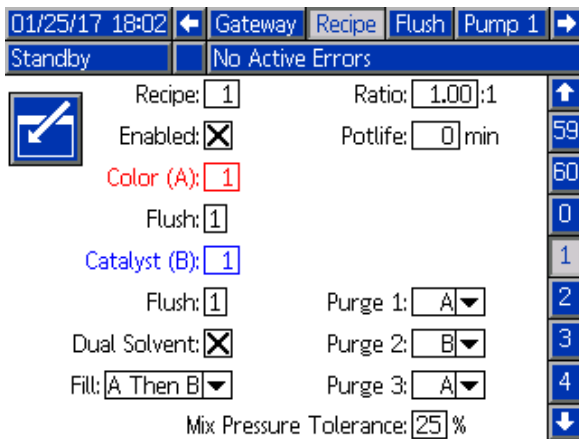 01/25/17 18:02 Gateway Recipe Flush Pump 1
Standby No Active Errors
Recipe: 1 Ratio: 1.00 :1
Enabled: Potlife: 0 min
59
Color (A): 1
60
Flush: 1
0
Catalyst (B): 1
1
Flush: 1 Purge 1: A
2
Dual Solvent: Purge 2: B
3
Fill: A Then B Purge 3: A
4
Mix Pressure Tolerance: 25 %